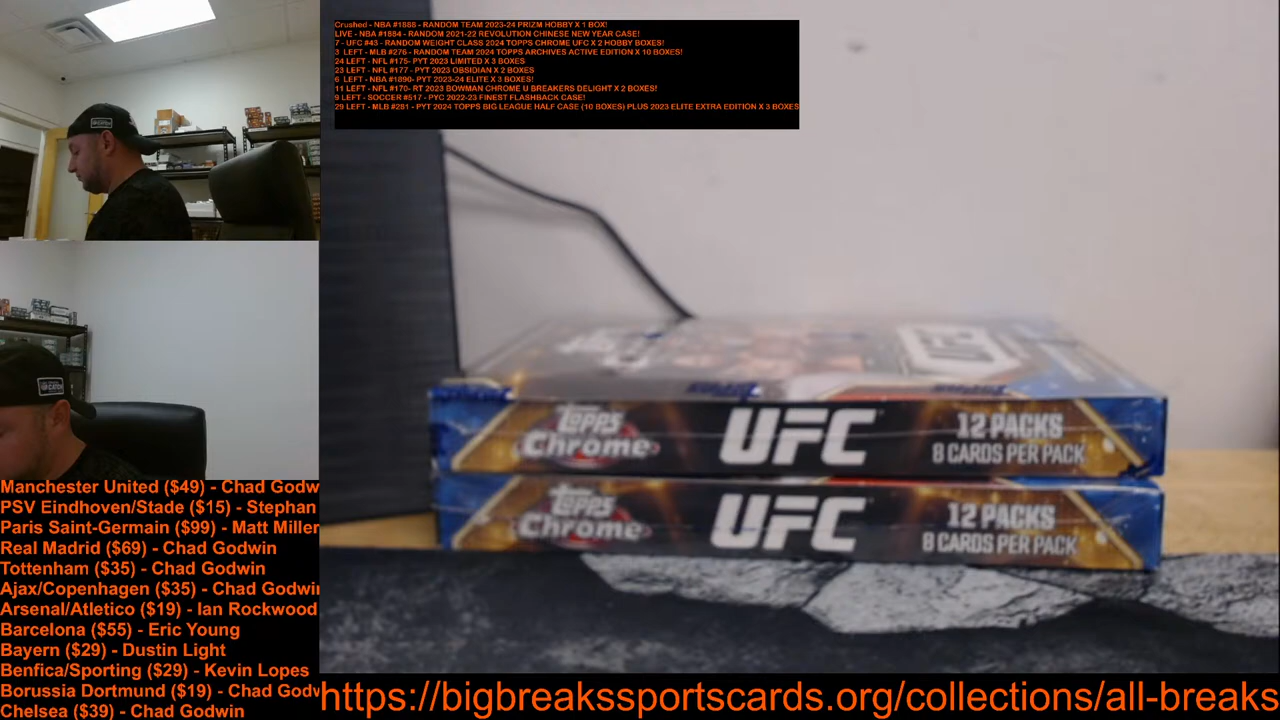 Crushed - NBA #1888 - RANDOM TEAM 2023-24 PRIZM HOBBY X 1 BOX!
LIVE - NBA #1884 - RANDOM 2021-22 REVOLUTION CHINESE NEW YEAR CASE!
7 - UFC #43 - RANDOM WEIGHT CLASS 2024 TOPPS CHROME UFC X 2 HOBBY BOXES!
3 LEFT - MLB #276 - RANDOM TEAM 2024 TOPPS ARCHIVES ACTIVE EDITION X 10 BOXES!
24 LEFT - NFL #175- PYT 2023 LIMITED X 3 BOXES
23 LEFT - NFL #177 - PYT 2023 OBSIDIAN X 2 BOXES
6 LEFT - NBA #1890- PYT 2023-24 ELITE X 3 BOXES!
11 LEFT - NFL #170- RT 2023 BOWMAN CHROME U BREAKERS DELIGHT X 2 BOXES!
9 LEFT - SOCCER #517 - PYC 2022-23 FINEST FLASHBACK CASE!
29 LEFT - MLB #281 - PYT 2024 TOPPS BIG LEAGUE HALF CASE (10 BOXES) PLUS 2023 ELITE EXTRA EDITION X 3 BOXES
Topps Chrome UFC 12 PACKS
8 CARDS PER PACK
Topps Chrome UFC 12 PACKS
8 CARDS PER PACK
Manchester United ($49) - Chad Godw
PSV Eindhoven/Stade ($15) - Stephan
Paris Saint-Germain ($99) - Matt Miller
Real Madrid ($69) - Chad Godwin
Tottenham ($35) - Chad Godwin
Ajax/Copenhagen ($35) - Chad Godwin
Arsenal/Atletico ($19) - Ian Rockwood
Barcelona ($55) - Eric Young
Bayern ($29) - Dustin Light
Benfica/Sporting ($29) - Kevin Lopes
Borussia Dortmund ($19) - Chad Godw
Chelsea ($39) - Chad Godwin
https://bigbreakssportscards.org/collections/all-breaks